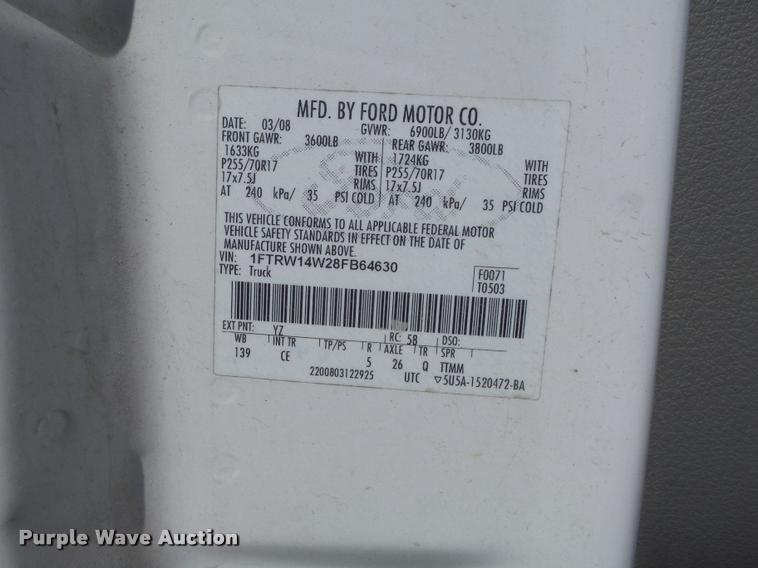 MFD. BY FORD MOTOR CO.
DATE: 03/08 GVWR: 6900LB/ 3130KG
FRONT GAWR: 3600LB REAR GAWR: 3800LB
1633KG WITH 1724KG WITH
P255/70R17 TIRES P255/70R17 TIRES
17x7.5J RIMS 17x7.5J RIMS
AT 240 kPa/ 35 PSI COLD AT 240 kPa/ 35 PSI COLD
THIS VEHICLE CONFORMS TO ALL APPLICABLE FEDERAL MOTOR
VEHICLE SAFETY STANDARDS IN EFFECT ON THE DATE OF
MANUFACTURE SHOWN ABOVE.
VIN: 1FTRW14W28FB64630 F0071
TYPE: Truck T0503
EXT PNT: YZ RC: 58 DSO:
WB INT TR TP/PS R AXLE TR SPR
139 CE 5 26 Q TTMM
2200803122925 UTC ▽5U5A-1520472-BA
Purple Wave Auction